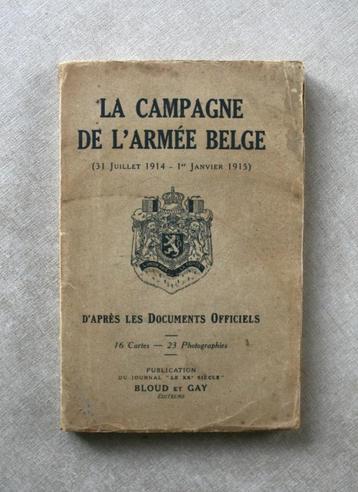 LA CAMPAGNE
DE L'ARMÉE BELGE
(31 JUILLET 1914 - 1er JANVIER 1915)
D'APRÈS LES DOCUMENTS OFFICIELS
16 Cartes — 23 Photographies
PUBLICATION
DU JOURNAL "LE XXe SIÈCLE"
BLOUD ET GAY
ÉDITEURS